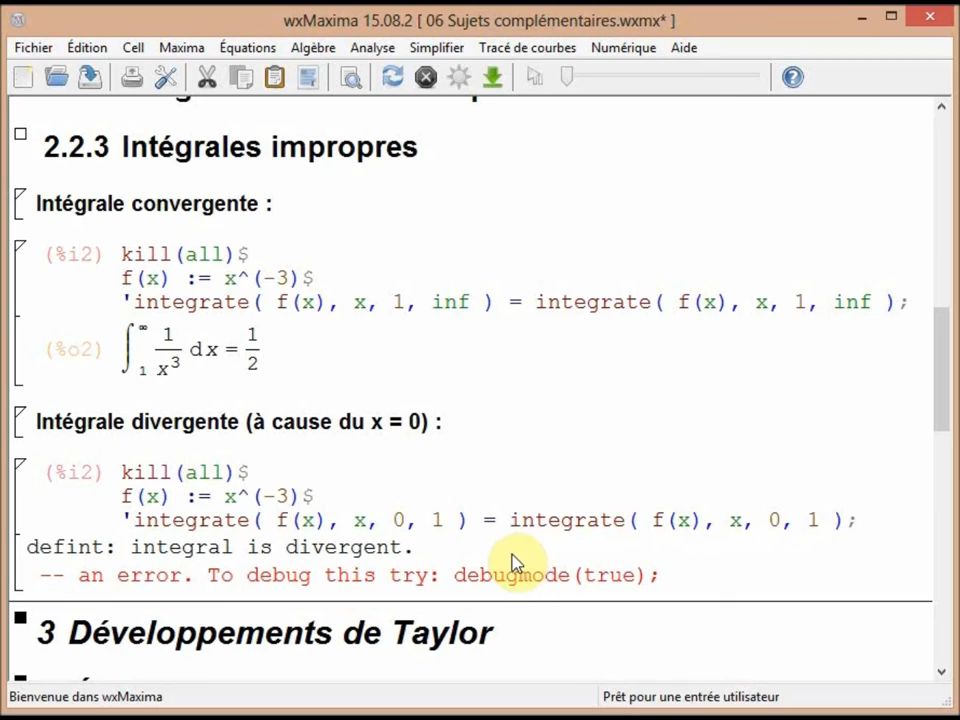 wxMaxima 15.08.2 [ 06 Sujets complémentaires.wxmx* ]
Fichier Édition Cell Maxima Équations Algèbre Analyse Simplifier Tracé de courbes Numérique Aide
2.2.3 Intégrales impropres
Intégrale convergente :
(%i2) kill(all)$
f(x) := x^(-3)$
'integrate( f(x), x, 1, inf ) = integrate( f(x), x, 1, inf );
(%o2) ∫₁^∞ 1/x³ dx = 1/2
Intégrale divergente (à cause du x = 0) :
(%i2) kill(all)$
f(x) := x^(-3)$
'integrate( f(x), x, 0, 1 ) = integrate( f(x), x, 0, 1 );
defint: integral is divergent.
-- an error. To debug this try: debugmode(true);
3 Développements de Taylor
Bienvenue dans wxMaxima Prêt pour une entrée utilisateur